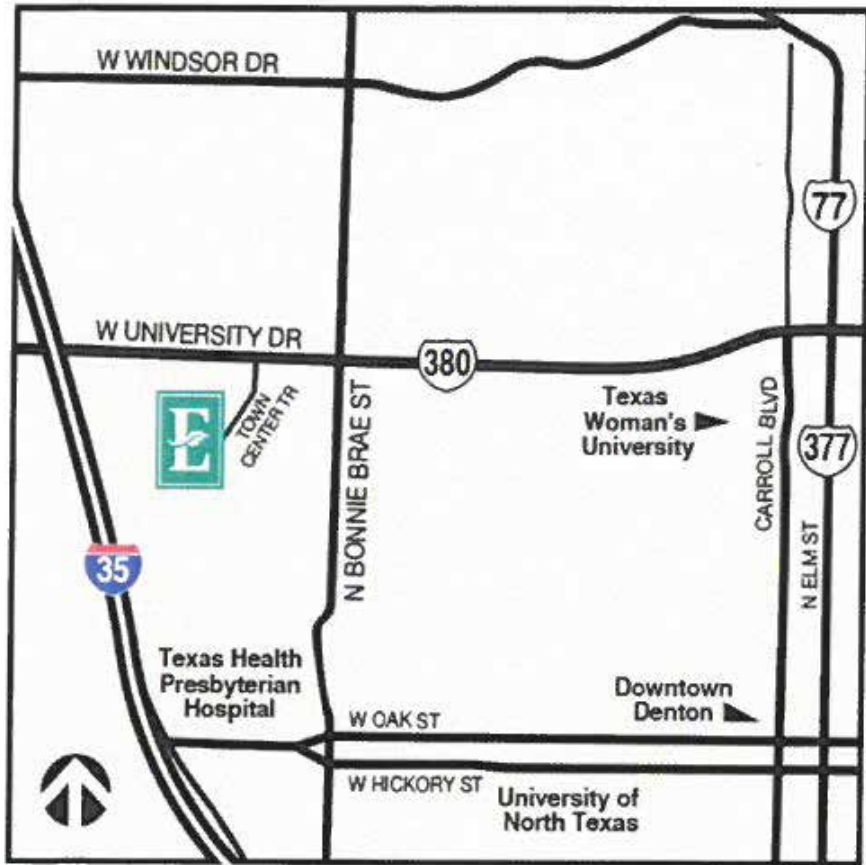 W WINDSOR DR
77
W UNIVERSITY DR
380
E
TOWN
CENTER TR
N BONNIE BRAE ST
Texas
Woman's
University
CARROLL BLVD
377
35
N ELM ST
Texas Health
Presbyterian
Hospital
Downtown
Denton
W OAK ST
W HICKORY ST
University of
North Texas